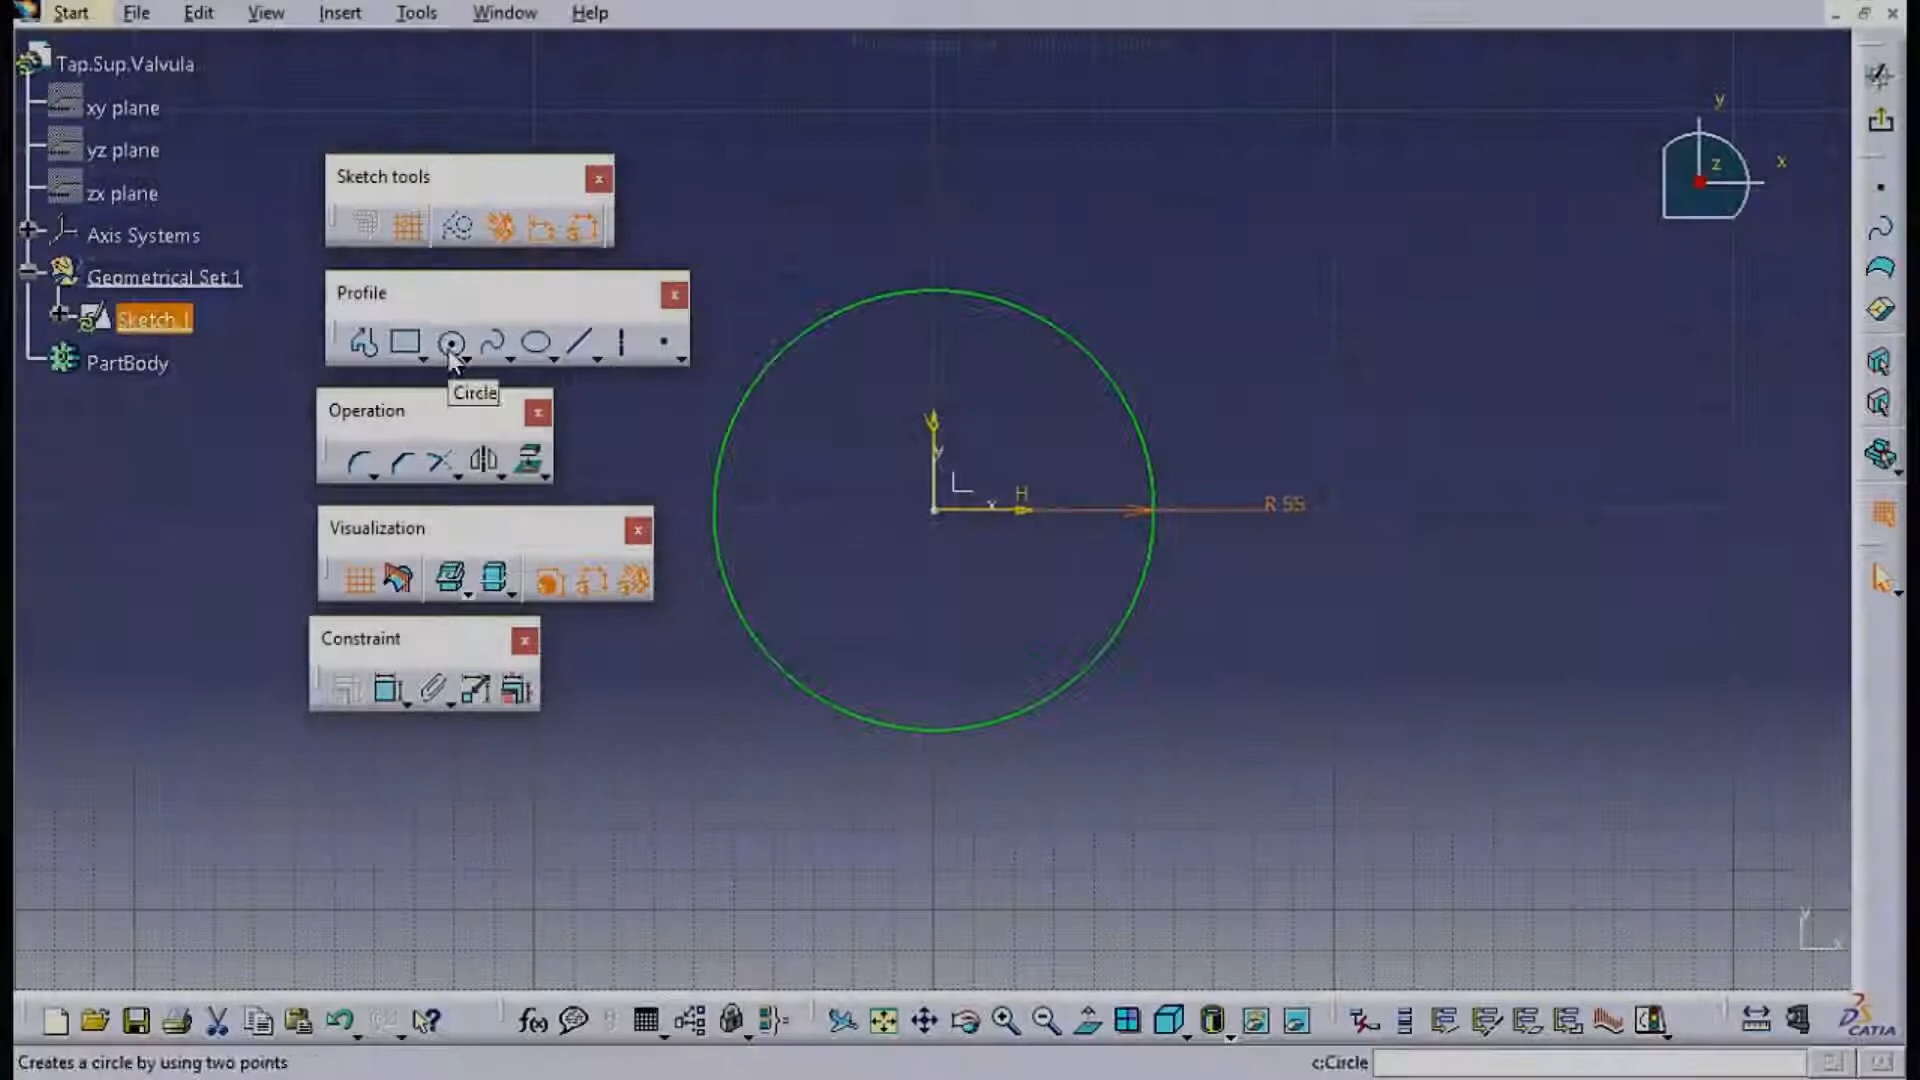 Start File Edit View Insert Tools Window Help
Tap.Sup.Valvula
xy plane
yz plane
zx plane
Axis Systems
Geometrical Set.1
Sketch.1
PartBody
Sketch tools
Profile
Circle
Operation
Visualization
Constraint
y
z
x
V
y
H
x
R 55
y
x
f(x)
CATIA
Creates a circle by using two points
c:Circle